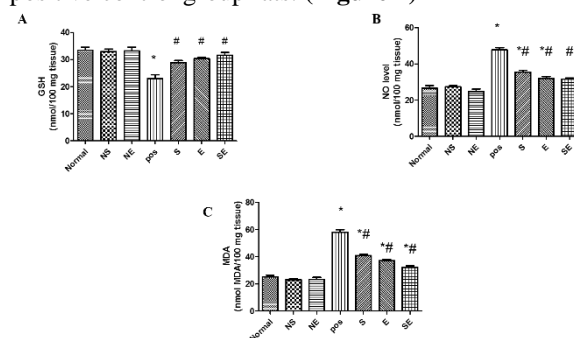 A
GSH
(nmol/100 mg tissue)
40
30
20
10
0
*
#
#
#
Normal
NS
NE
pos
S
E
SE
B
NO level
(nmol/100 mg tissue)
60
40
20
0
*
*#
*#
*#
Normal
NS
NE
pos
S
E
SE
C
MDA
(nmol MDA/100 mg tissue)
80
60
40
20
0
*
*#
*#
*#
Normal
NS
NE
pos
S
E
SE